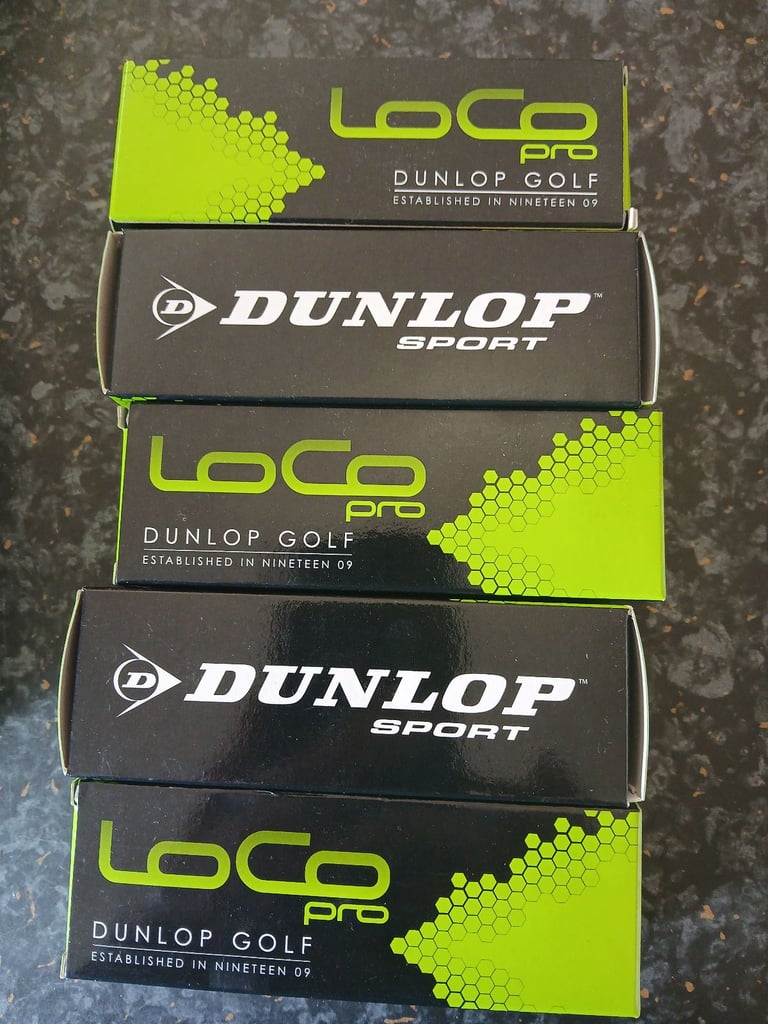 LoCo
pro
DUNLOP GOLF
ESTABLISHED IN NINETEEN 09
D DUNLOP™
SPORT
LoCo
pro
DUNLOP GOLF
ESTABLISHED IN NINETEEN 09
D DUNLOP™
SPORT
LoCo
pro
DUNLOP GOLF
ESTABLISHED IN NINETEEN 09